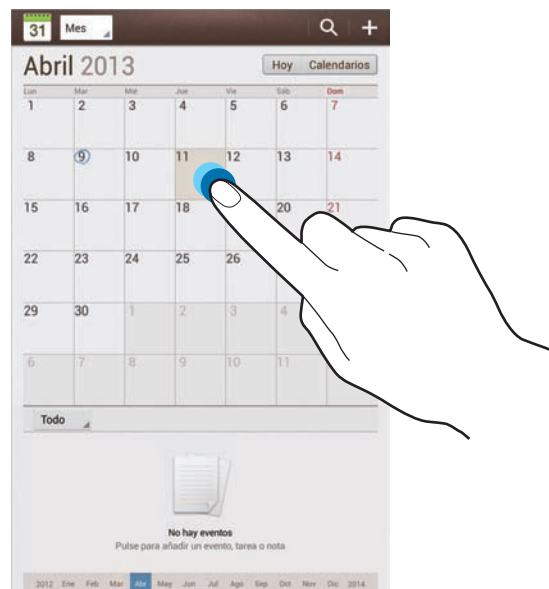 31 Mes
Abril 2013 Hoy Calendarios
Lun Mar Mié Jue Vie Sáb Dom
1 2 3 4 5 6 7
8 9 10 11 12 13 14
15 16 17 18 20 21
22 23 24 25 26
29 30 1 2 3 4
6 7 8 9 10 11
Todo
No hay eventos
Pulse para añadir un evento, tarea o nota
2012 Ene Feb Mar Abr May Jun Jul Ago Sep Oct Nov Dic 2014